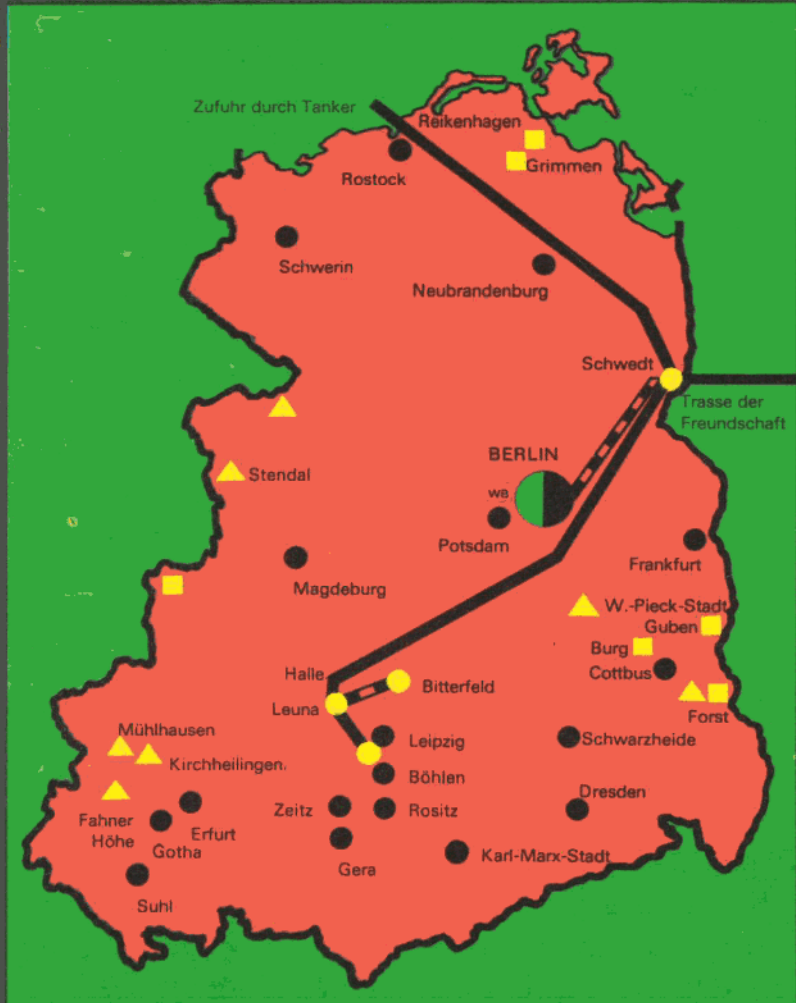 Zufuhr durch Tanker
Reikenhagen
Grimmen
Rostock
Schwerin
Neubrandenburg
Schwedt
Trasse der
Freundschaft
Stendal
BERLIN
WB
Potsdam
Frankfurt
Magdeburg
W.-Pieck-Stadt
Guben
Burg
Cottbus
Halle
Bitterfeld
Leuna
Forst
Mühlhausen
Leipzig
Schwarzheide
Kirchheilingen
Böhlen
Fahner
Höhe
Gotha
Erfurt
Zeitz
Rositz
Dresden
Gera
Karl-Marx-Stadt
Suhl